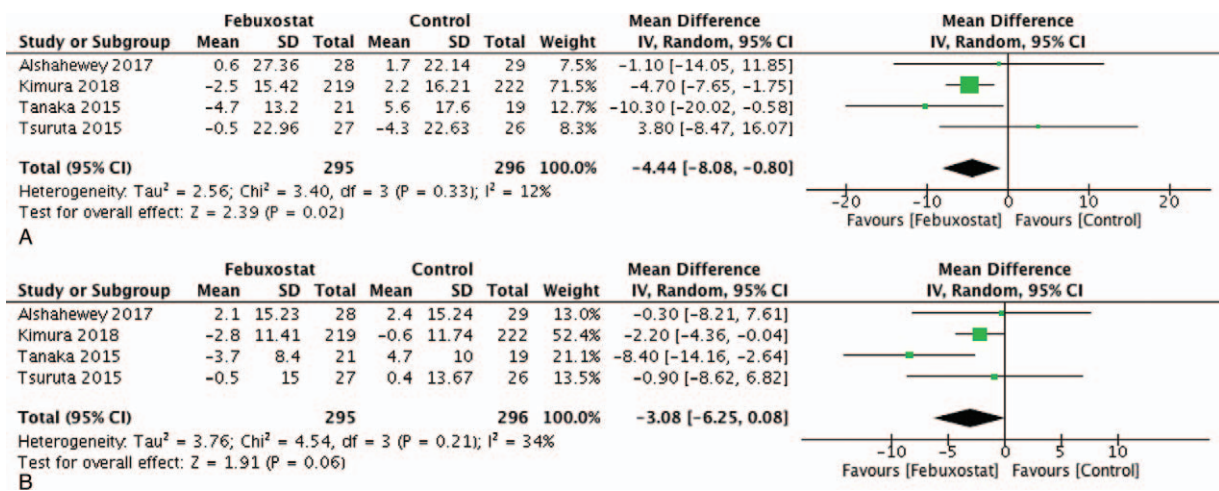 Febuxostat Control Mean Difference Mean Difference
Study or Subgroup Mean SD Total Mean SD Total Weight IV, Random, 95% CI IV, Random, 95% CI
Alshahewey 2017 0.6 27.36 28 1.7 22.14 29 7.5% -1.10 [-14.05, 11.85]
Kimura 2018 -2.5 15.42 219 2.2 16.21 222 71.5% -4.70 [-7.65, -1.75]
Tanaka 2015 -4.7 13.2 21 5.6 17.6 19 12.7% -10.30 [-20.02, -0.58]
Tsuruta 2015 -0.5 22.96 27 -4.3 22.63 26 8.3% 3.80 [-8.47, 16.07]
Total (95% CI) 295 296 100.0% -4.44 [-8.08, -0.80]
Heterogeneity: Tau² = 2.56; Chi² = 3.40, df = 3 (P = 0.33); I² = 12%
Test for overall effect: Z = 2.39 (P = 0.02)
-20 -10 0 10 20
Favours [Febuxostat] Favours [Control]
A
Febuxostat Control Mean Difference Mean Difference
Study or Subgroup Mean SD Total Mean SD Total Weight IV, Random, 95% CI IV, Random, 95% CI
Alshahewey 2017 2.1 15.23 28 2.4 15.24 29 13.0% -0.30 [-8.21, 7.61]
Kimura 2018 -2.8 11.41 219 -0.6 11.74 222 52.4% -2.20 [-4.36, -0.04]
Tanaka 2015 -3.7 8.4 21 4.7 10 19 21.1% -8.40 [-14.16, -2.64]
Tsuruta 2015 -0.5 15 27 0.4 13.67 26 13.5% -0.90 [-8.62, 6.82]
Total (95% CI) 295 296 100.0% -3.08 [-6.25, 0.08]
Heterogeneity: Tau² = 3.76; Chi² = 4.54, df = 3 (P = 0.21); I² = 34%
Test for overall effect: Z = 1.91 (P = 0.06)
-10 -5 0 5 10
Favours [Febuxostat] Favours [Control]
B